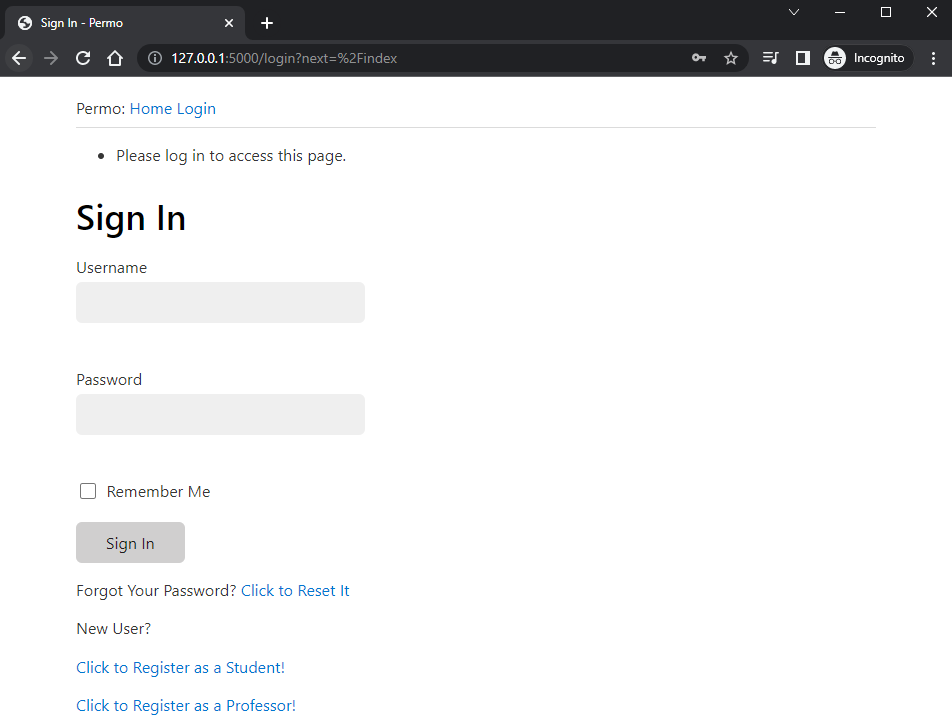 Sign In - Permo
127.0.0.1:5000/login?next=%2Findex
Incognito
Permo: Home Login
Please log in to access this page.
Sign In
Username
Password
Remember Me
Sign In
Forgot Your Password? Click to Reset It
New User?
Click to Register as a Student!
Click to Register as a Professor!